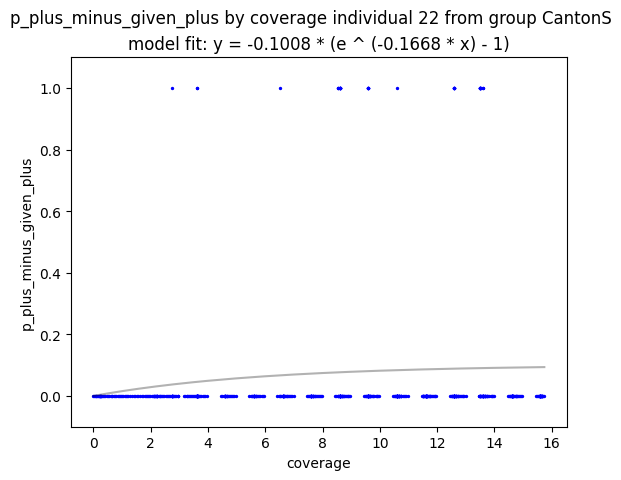 p_plus_minus_given_plus by coverage individual 22 from group CantonS
model fit: y = -0.1008 * (e ^ (-0.1668 * x) - 1)
1.0
0.8
0.6
0.4
0.2
0.0
p_plus_minus_given_plus
0 2 4 6 8 10 12 14 16
coverage